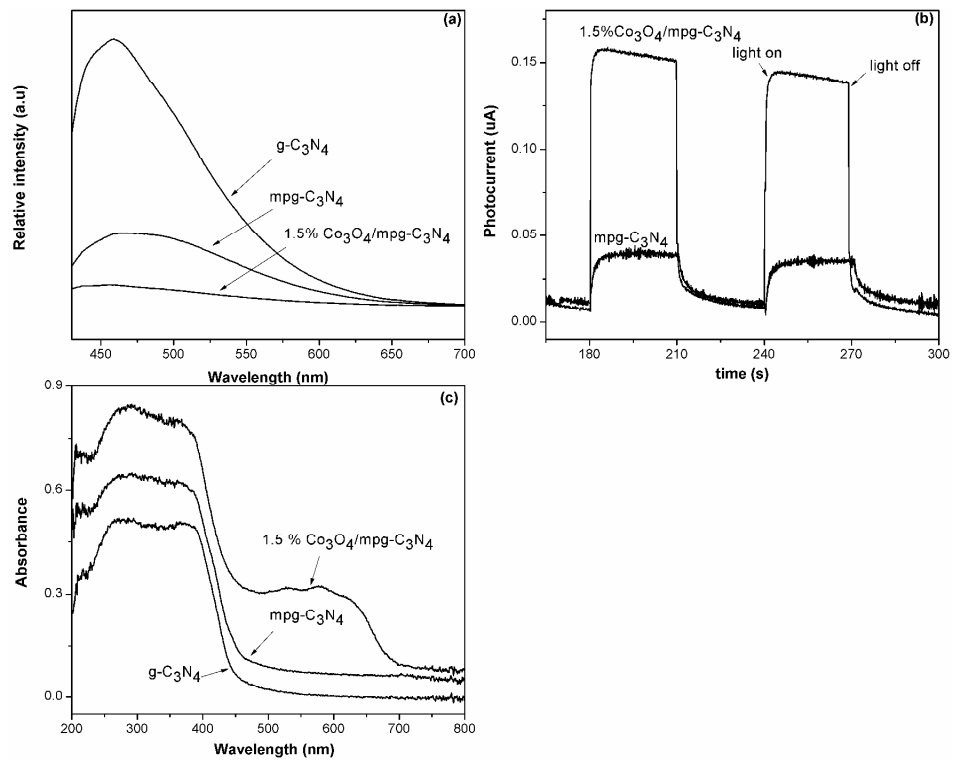 (a)
g-C3N4
mpg-C3N4
1.5% Co3O4/mpg-C3N4
Relative intensity (a.u)
450 500 550 600 650 700
Wavelength (nm)
(b)
1.5%Co3O4/mpg-C3N4
light on
light off
mpg-C3N4
Photocurrent (uA)
0.15
0.10
0.05
0.00
180 210 240 270 300
time (s)
(c)
1.5 % Co3O4/mpg-C3N4
mpg-C3N4
g-C3N4
Absorbance
0.9
0.6
0.3
0.0
200 300 400 500 600 700 800
Wavelength (nm)